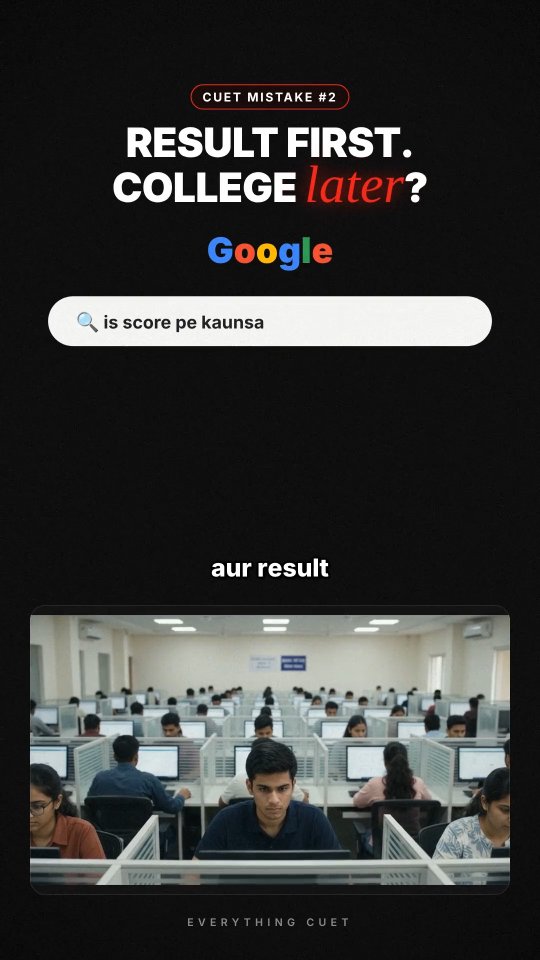 CUET MISTAKE #2
RESULT FIRST.
COLLEGE later?
Google
🔍 is score pe kaunsa
aur result
EVERYTHING CUET